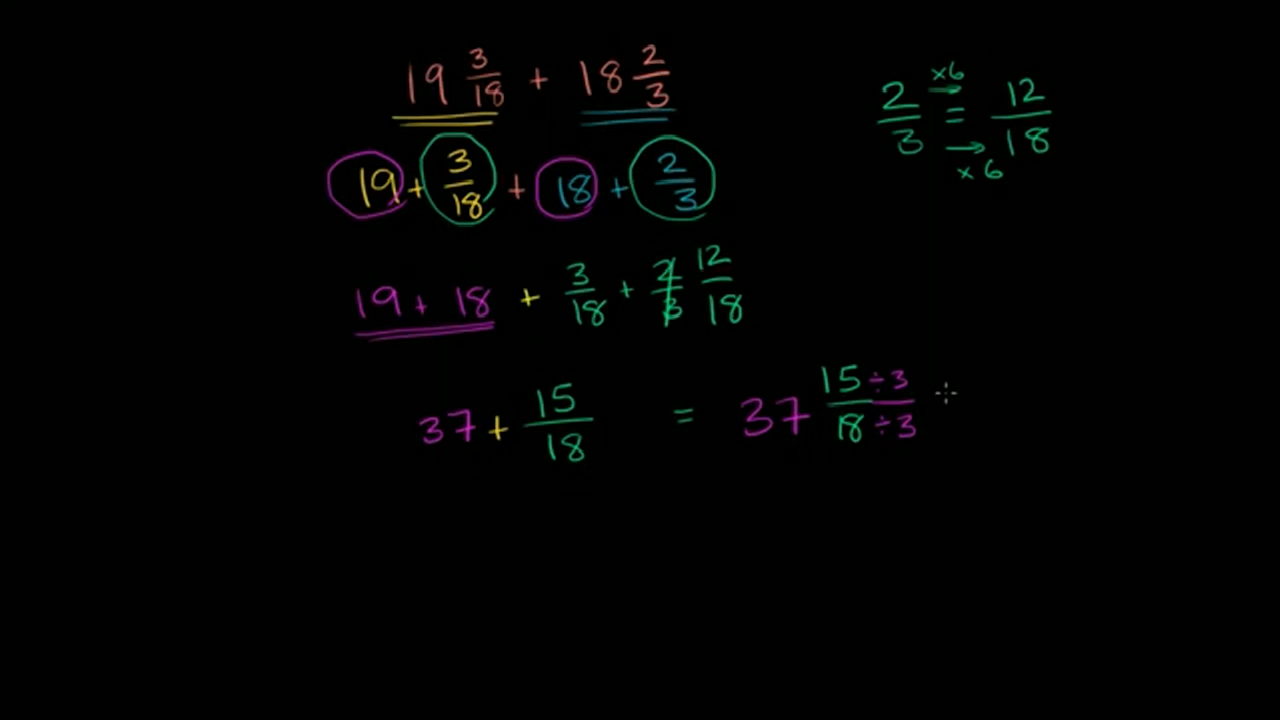 19 3/18 + 18 2/3
19 + 3/18 + 18 + 2/3
19 + 18 + 3/18 + 2/3 12/18
37 + 15/18 = 37 15÷3/18÷3
2/3 = 12/18
×6
×6